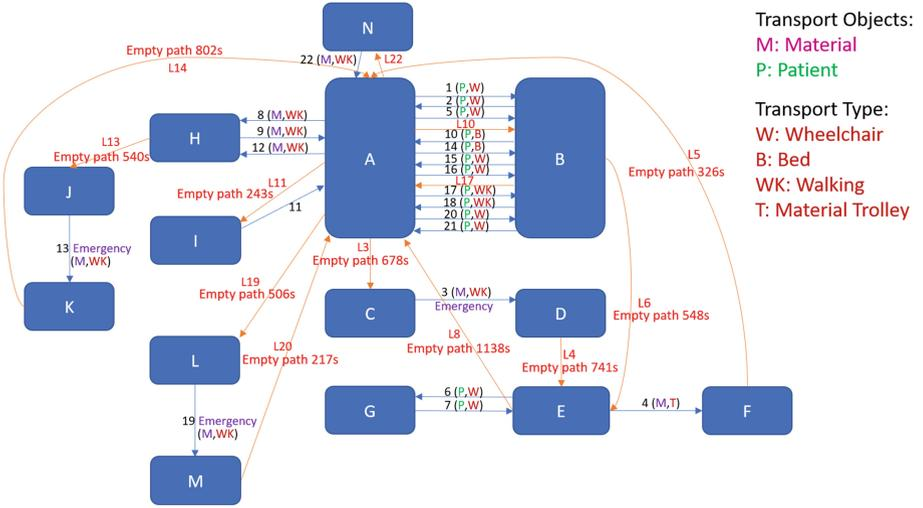 N
Transport Objects:
M: Material
P: Patient
Transport Type:
W: Wheelchair
B: Bed
WK: Walking
T: Material Trolley
Empty path 802s
L14
22 (M,WK)
L22
1 (P,W)
2 (P,W)
5 (P,W)
L10
10 (P,B)
14 (P,B)
15 (P,W)
16 (P,W)
L17
17 (P,WK)
18 (P,WK)
20 (P,W)
21 (P,W)
A
B
H
8 (M,WK)
9 (M,WK)
12 (M,WK)
L13
Empty path 540s
J
L11
Empty path 243s
11
I
L5
Empty path 326s
13 Emergency
(M,WK)
K
L3
Empty path 678s
L19
Empty path 506s
C
3 (M,WK)
Emergency
D
L6
Empty path 548s
L8
Empty path 1138s
L20
Empty path 217s
L
L4
Empty path 741s
G
6 (P,W)
7 (P,W)
E
4 (M,T)
F
19 Emergency
(M,WK)
M